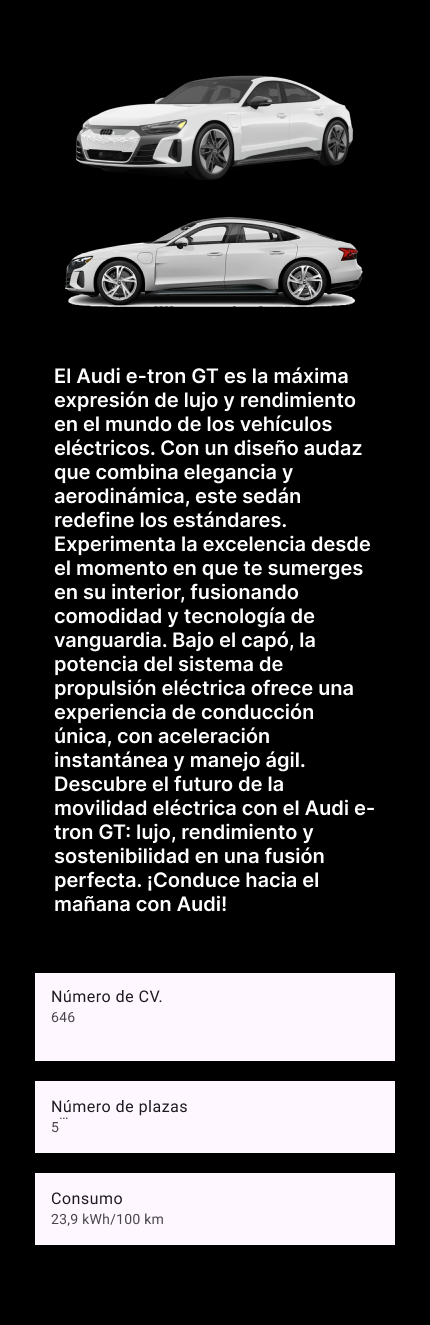 El Audi e-tron GT es la máxima
expresión de lujo y rendimiento
en el mundo de los vehículos
eléctricos. Con un diseño audaz
que combina elegancia y
aerodinámica, este sedán
redefine los estándares.
Experimenta la excelencia desde
el momento en que te sumerges
en su interior, fusionando
comodidad y tecnología de
vanguardia. Bajo el capó, la
potencia del sistema de
propulsión eléctrica ofrece una
experiencia de conducción
única, con aceleración
instantánea y manejo ágil.
Descubre el futuro de la
movilidad eléctrica con el Audi e-
tron GT: lujo, rendimiento y
sostenibilidad en una fusión
perfecta. ¡Conduce hacia el
mañana con Audi!
Número de CV.
646
Número de plazas
5
Consumo
23,9 kWh/100 km